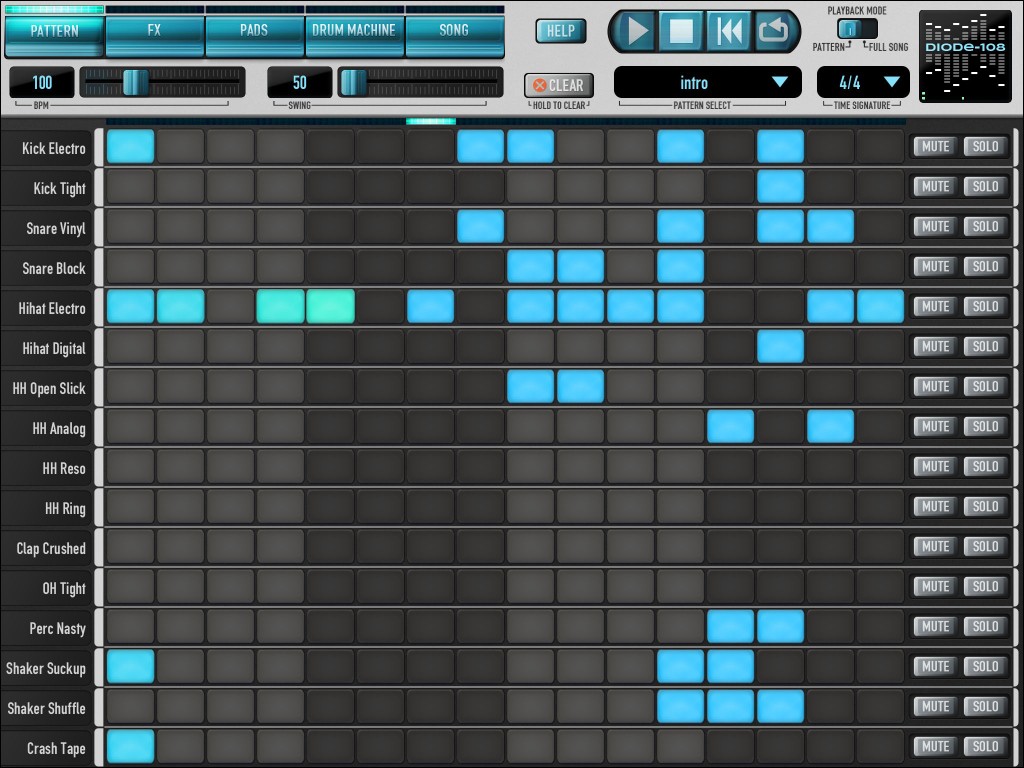 PATTERN FX PADS DRUM MACHINE SONG
HELP
PLAYBACK MODE
PATTERN FULL SONG
DIODE-108
100 50 CLEAR intro 4/4
BPM SWING HOLD TO CLEAR PATTERN SELECT TIME SIGNATURE
Kick Electro MUTE SOLO
Kick Tight MUTE SOLO
Snare Vinyl MUTE SOLO
Snare Block MUTE SOLO
Hihat Electro MUTE SOLO
Hihat Digital MUTE SOLO
HH Open Slick MUTE SOLO
HH Analog MUTE SOLO
HH Reso MUTE SOLO
HH Ring MUTE SOLO
Clap Crushed MUTE SOLO
OH Tight MUTE SOLO
Perc Nasty MUTE SOLO
Shaker Suckup MUTE SOLO
Shaker Shuffle MUTE SOLO
Crash Tape MUTE SOLO